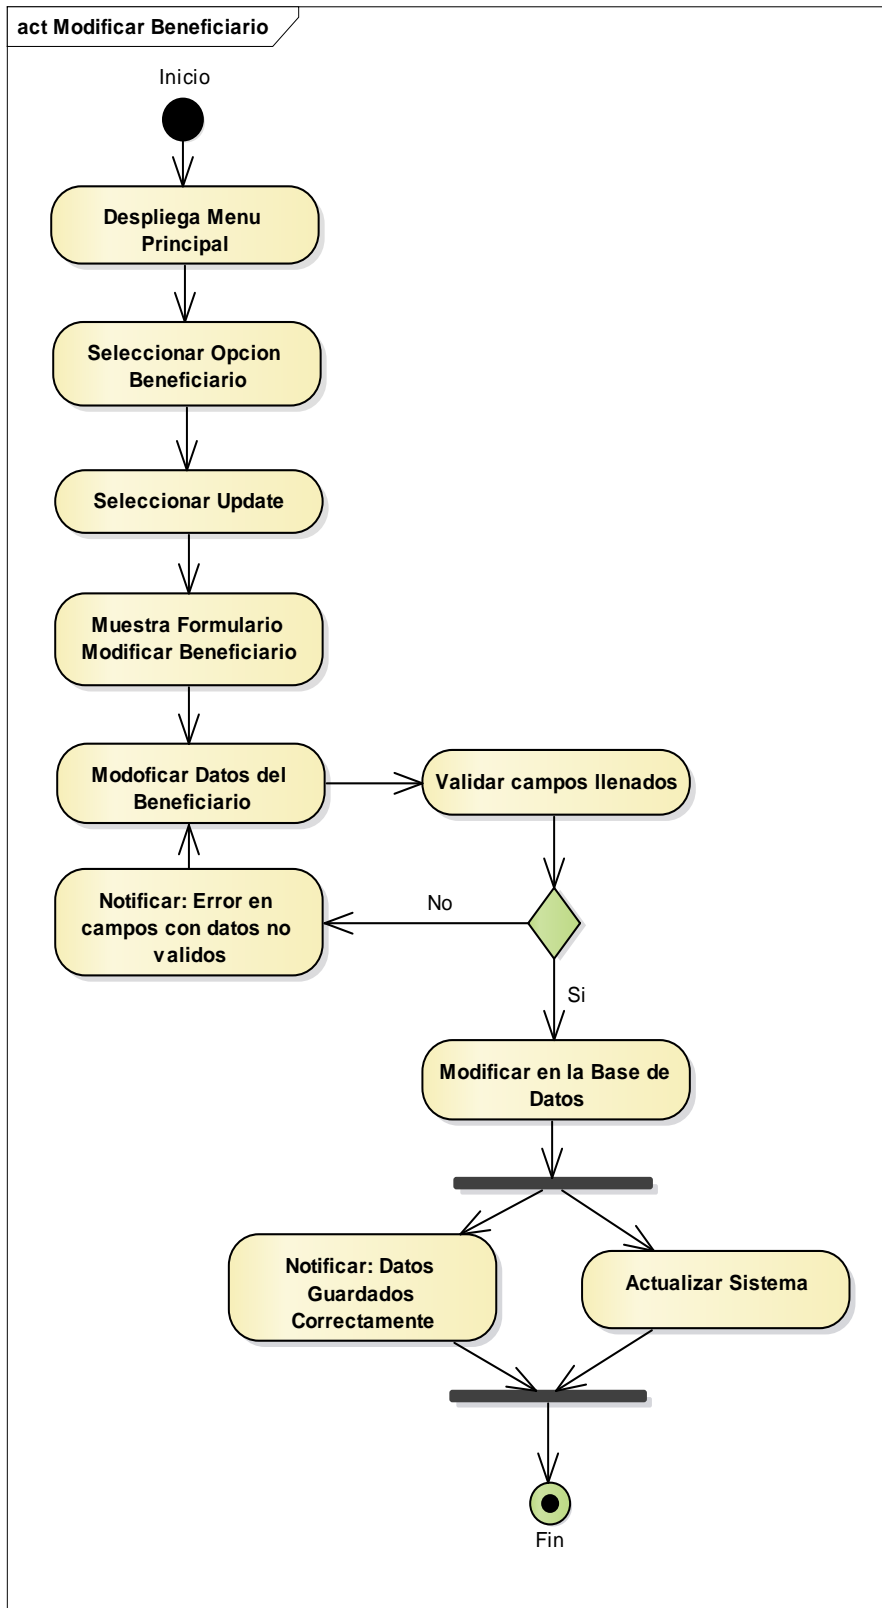 act Modificar Beneficiario
Inicio
Despliega Menu
Principal
Seleccionar Opcion
Beneficiario
Seleccionar Update
Muestra Formulario
Modificar Beneficiario
Modoficar Datos del
Beneficiario
Validar campos llenados
Notificar: Error en
campos con datos no
validos
No
Si
Modificar en la Base de
Datos
Notificar: Datos
Guardados
Correctamente
Actualizar Sistema
Fin